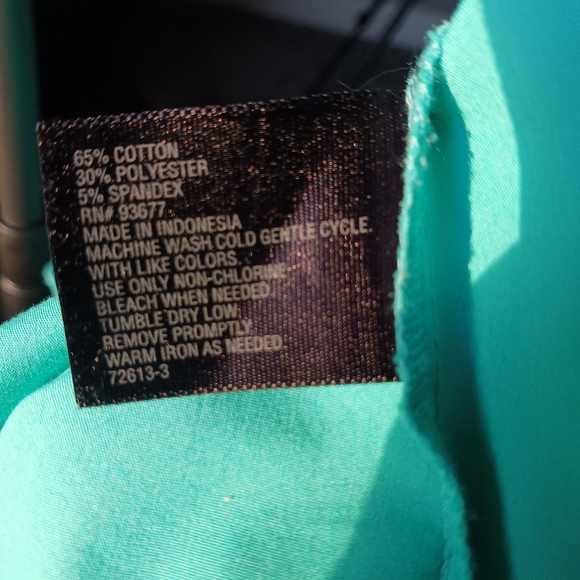 65% COTTON
30% POLYESTER
5% SPANDEX
RN# 93677
MADE IN INDONESIA
MACHINE WASH COLD GENTLE CYCLE.
WITH LIKE COLORS.
USE ONLY NON-CHLORINE
BLEACH WHEN NEEDED
TUMBLE DRY LOW
REMOVE PROMPTLY
WARM IRON AS NEEDED.
72613-3